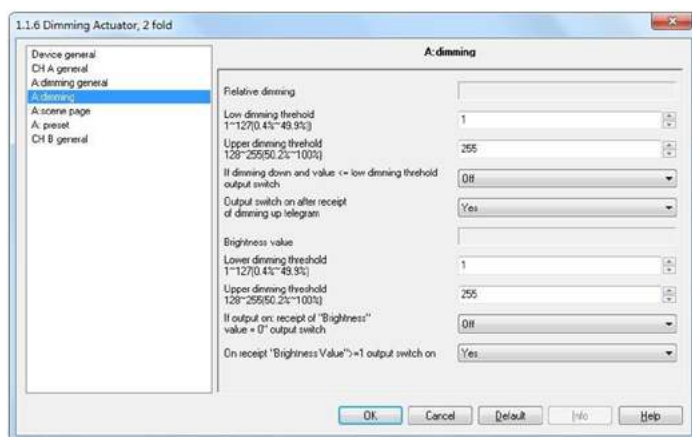 1.1.6 Dimming Actuator, 2 fold
Device general
CH A general
A:dimming general
A:dimming
A:scene page
A: preset
CH B general
A:dimming
Relative dimming
Low dimming threhold
1~127(0.4%~49.9%))
1
Upper dimming threhold
128~255(50.2%~100%)
255
If dimming down and value <= low dimming threhold
output switch
Off
Output switch on after receipt
of dimming up telegram
Yes
Brightness value
Lower dimming threshold
1~127(0.4%~49.9%)
1
Upper dimming threshold
128~255(50.2%~100%)
255
If output on: receipt of "Brightness"
value = 0" output switch
Off
On receipt "Brightness Value">=1 output switch on
Yes
OK
Cancel
Default
Info
Help